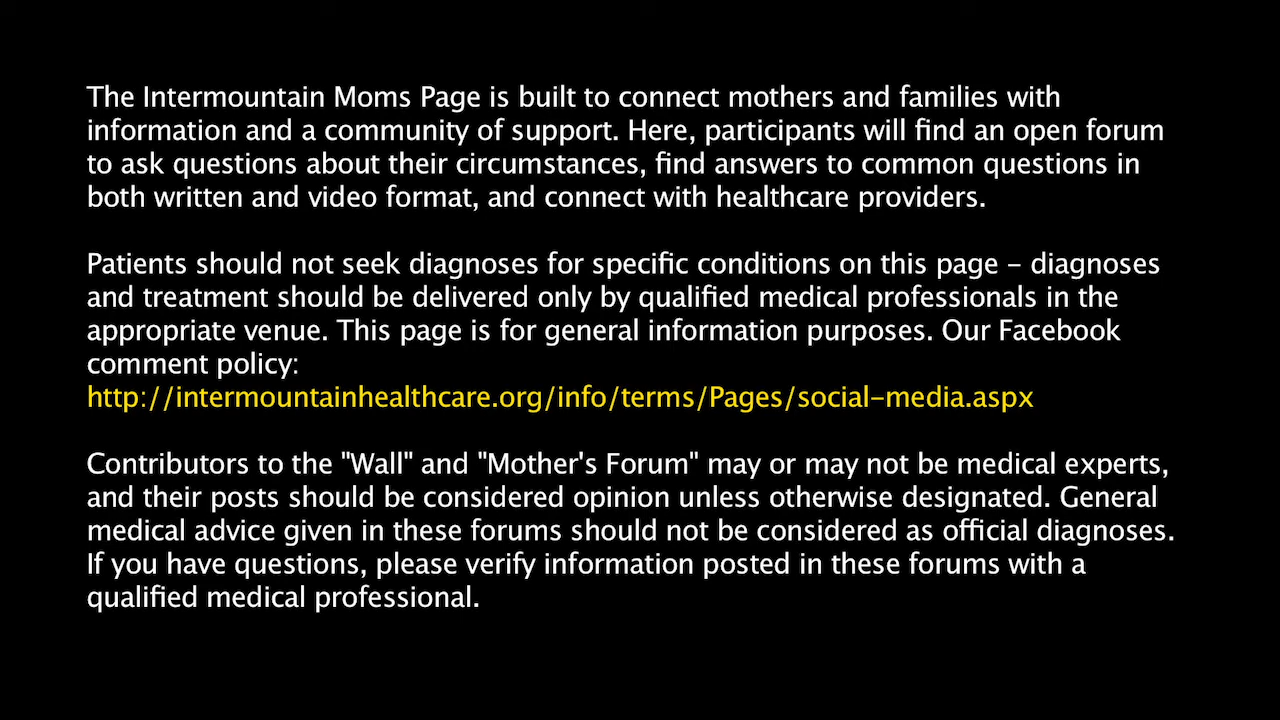 The Intermountain Moms Page is built to connect mothers and families with
information and a community of support. Here, participants will find an open forum
to ask questions about their circumstances, find answers to common questions in
both written and video format, and connect with healthcare providers.
Patients should not seek diagnoses for specific conditions on this page – diagnoses
and treatment should be delivered only by qualified medical professionals in the
appropriate venue. This page is for general information purposes. Our Facebook
comment policy:
http://intermountainhealthcare.org/info/terms/Pages/social-media.aspx
Contributors to the "Wall" and "Mother's Forum" may or may not be medical experts,
and their posts should be considered opinion unless otherwise designated. General
medical advice given in these forums should not be considered as official diagnoses.
If you have questions, please verify information posted in these forums with a
qualified medical professional.